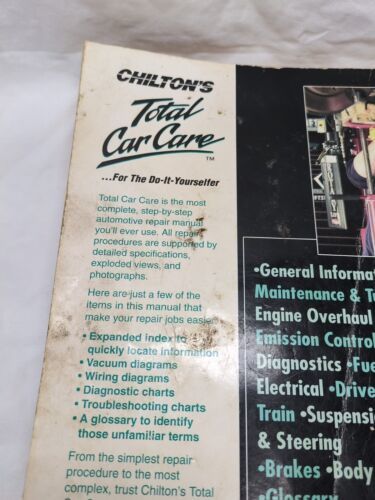 CHILTON'S
Total
Car Care
TM
...For The Do-It-Yourselfer
Total Car Care is the most
complete, step-by-step
automotive repair manual
you'll ever use. All repair
procedures are supported by
detailed specifications,
exploded views, and
photographs.
Here are just a few of the
items in this manual that
make your repair jobs easier:
• Expanded index to
quickly locate information
• Vacuum diagrams
• Wiring diagrams
• Diagnostic charts
• Troubleshooting charts
• A glossary to identify
those unfamiliar terms
From the simplest repair
procedure to the most
complex, trust Chilton's Total
•General Informat
Maintenance & Tu
Engine Overhaul
Emission Control
Diagnostics •Fue
Electrical •Drive
Train •Suspensi
& Steering
•Brakes •Body
•Glossary